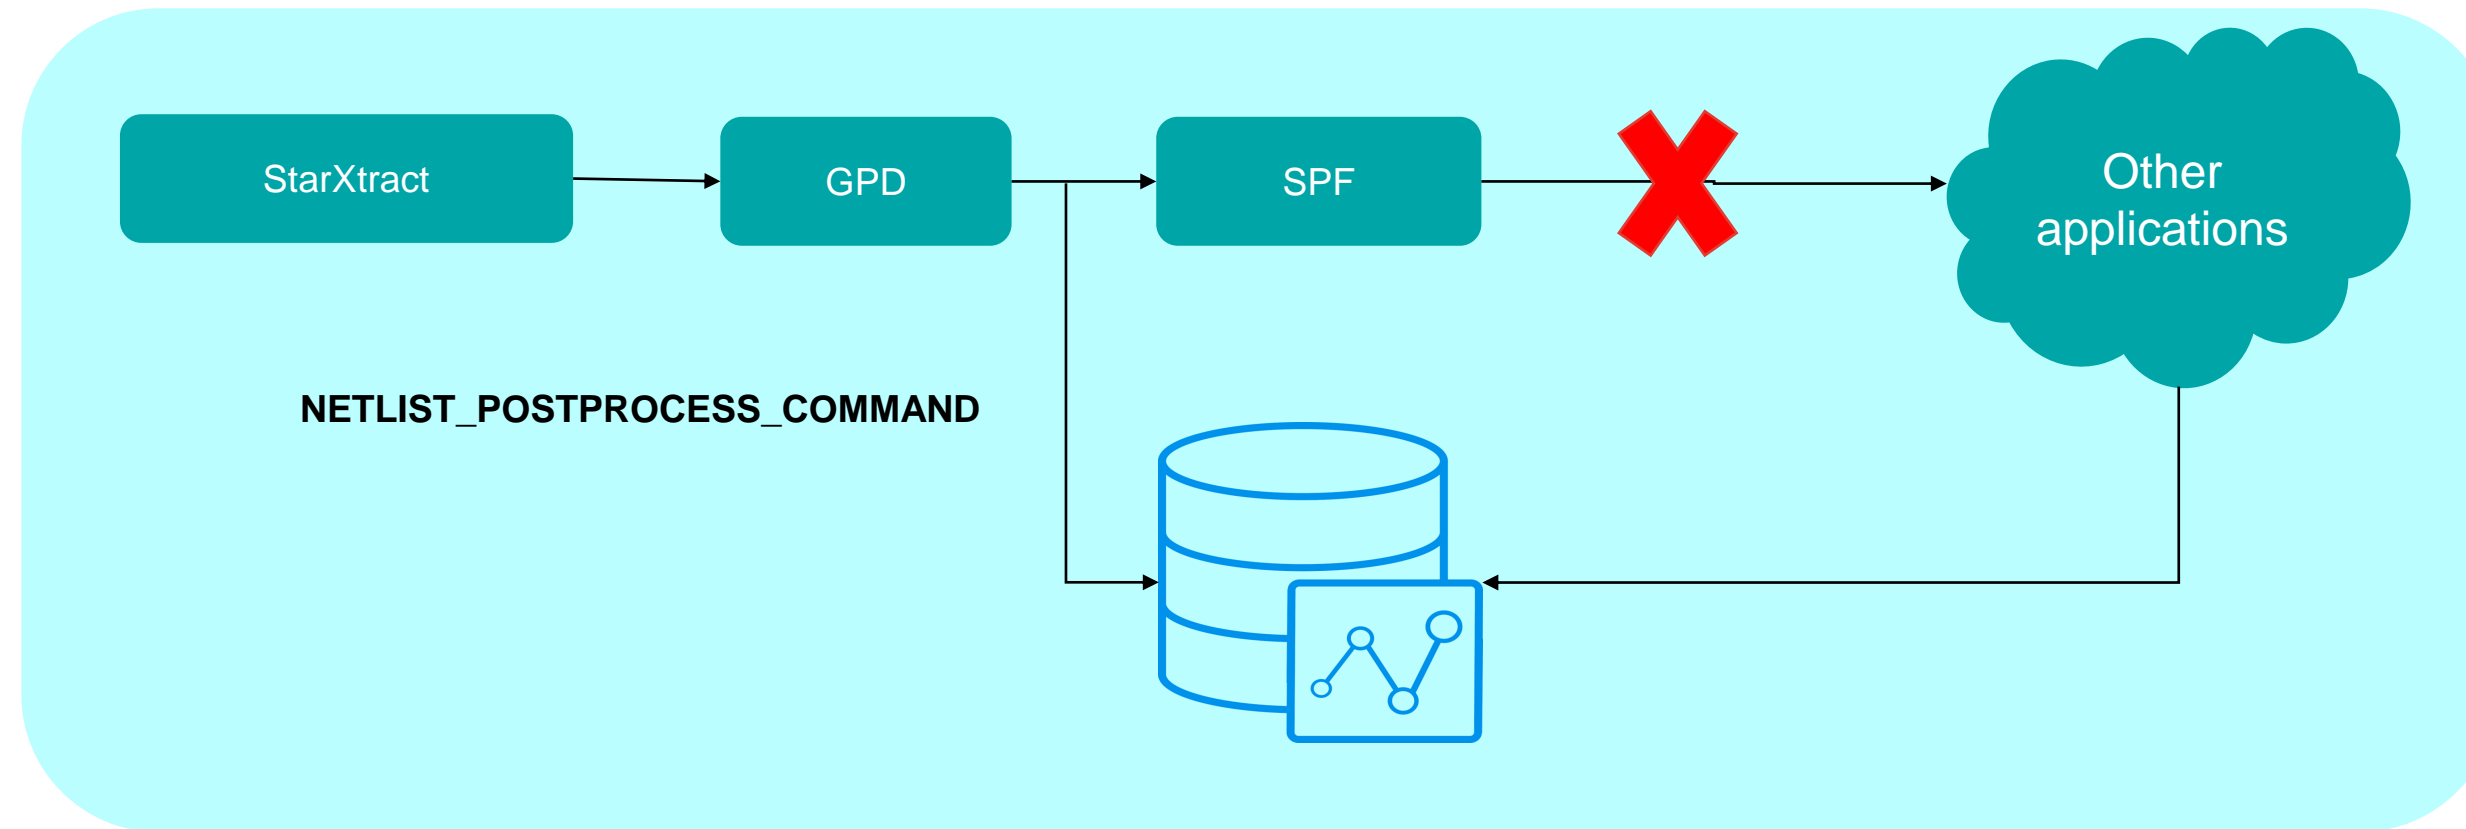 StarXtract
GPD
SPF
Other
applications
NETLIST_POSTPROCESS_COMMAND